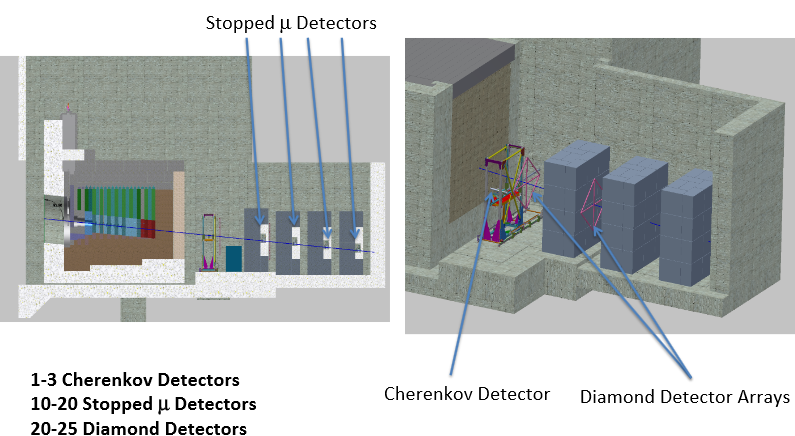 Stopped μ Detectors
Cherenkov Detector
Diamond Detector Arrays
1-3 Cherenkov Detectors
10-20 Stopped μ Detectors
20-25 Diamond Detectors